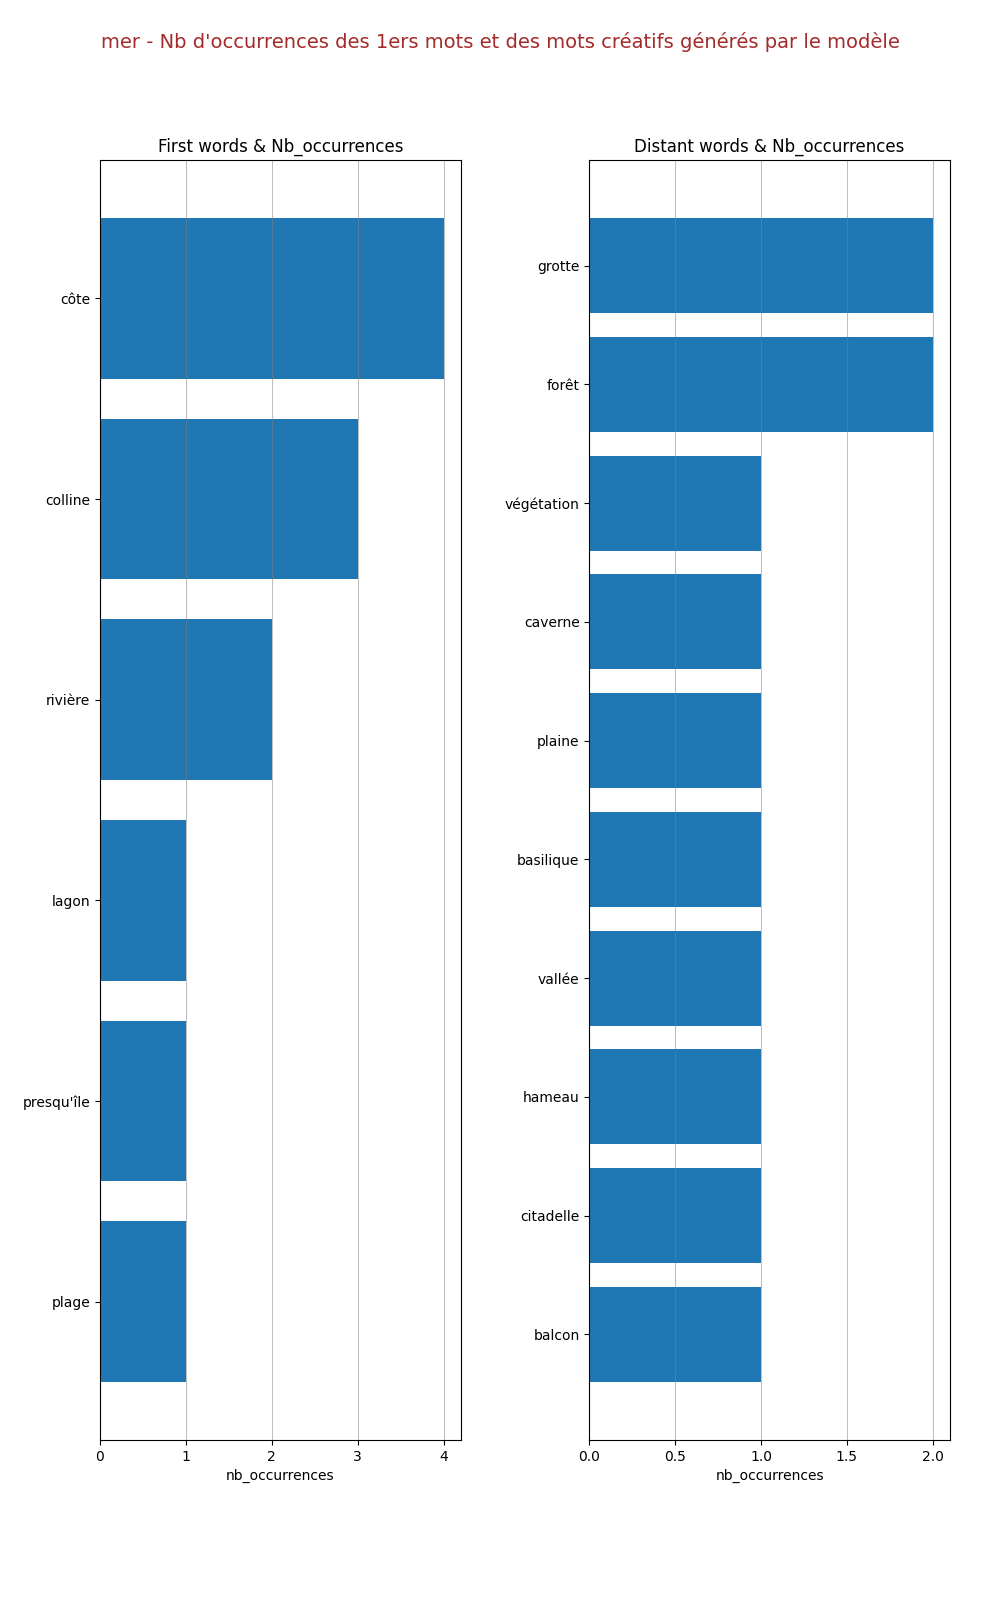 mer - Nb d'occurrences des 1ers mots et des mots créatifs générés par le modèle
First words & Nb_occurrences
côte
colline
rivière
lagon
presqu'île
plage
0 1 2 3 4
nb_occurrences
Distant words & Nb_occurrences
grotte
forêt
végétation
caverne
plaine
basilique
vallée
hameau
citadelle
balcon
0.0 0.5 1.0 1.5 2.0
nb_occurrences